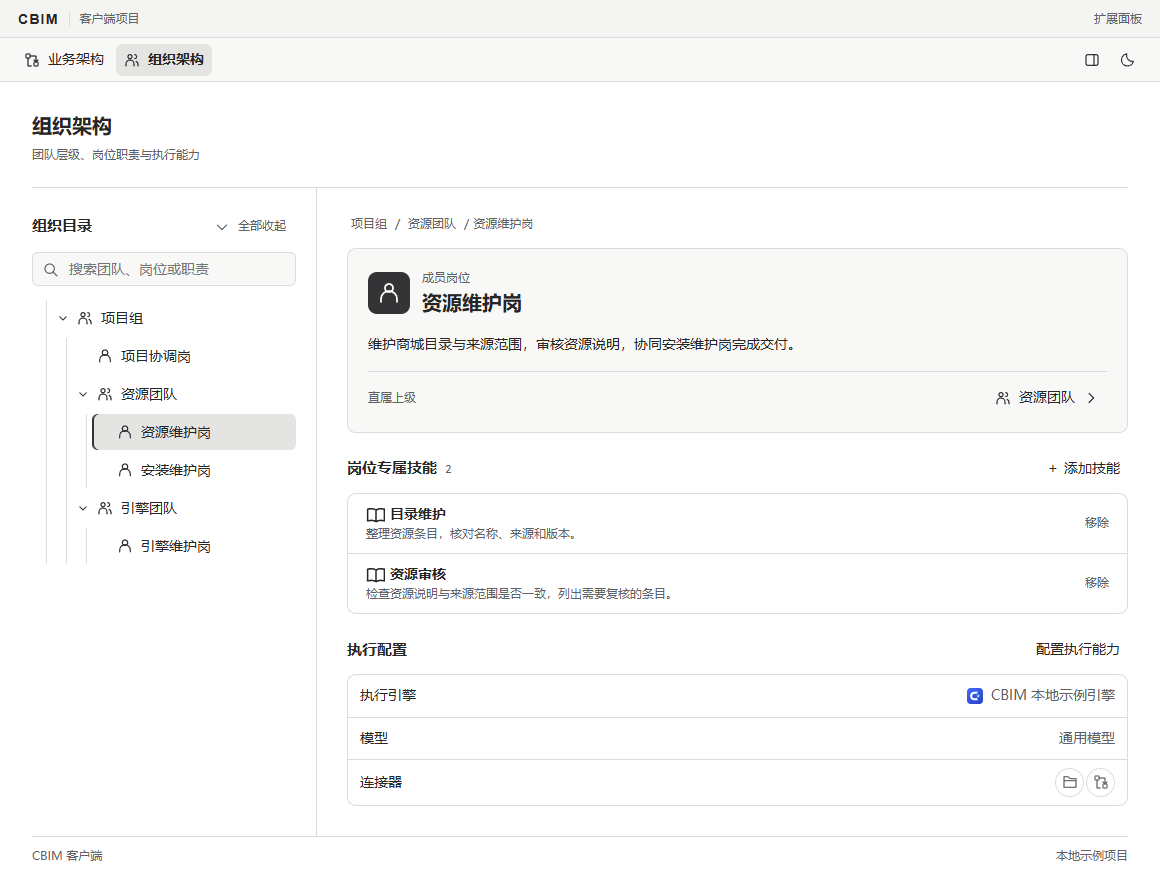 CBIM 客户端项目 扩展面板
业务架构 组织架构
组织架构
团队层级、岗位职责与执行能力
组织目录 全部收起
搜索团队、岗位或职责
项目组
项目协调岗
资源团队
资源维护岗
安装维护岗
引擎团队
引擎维护岗
项目组 / 资源团队 / 资源维护岗
成员岗位
资源维护岗
维护商城目录与来源范围，审核资源说明，协同安装维护岗完成交付。
直属上级 资源团队
岗位专属技能 2 + 添加技能
目录维护
整理资源条目，核对名称、来源和版本。
移除
资源审核
检查资源说明与来源范围是否一致，列出需要复核的条目。
移除
执行配置 配置执行能力
执行引擎 CBIM 本地示例引擎
模型 通用模型
连接器
CBIM 客户端 本地示例项目